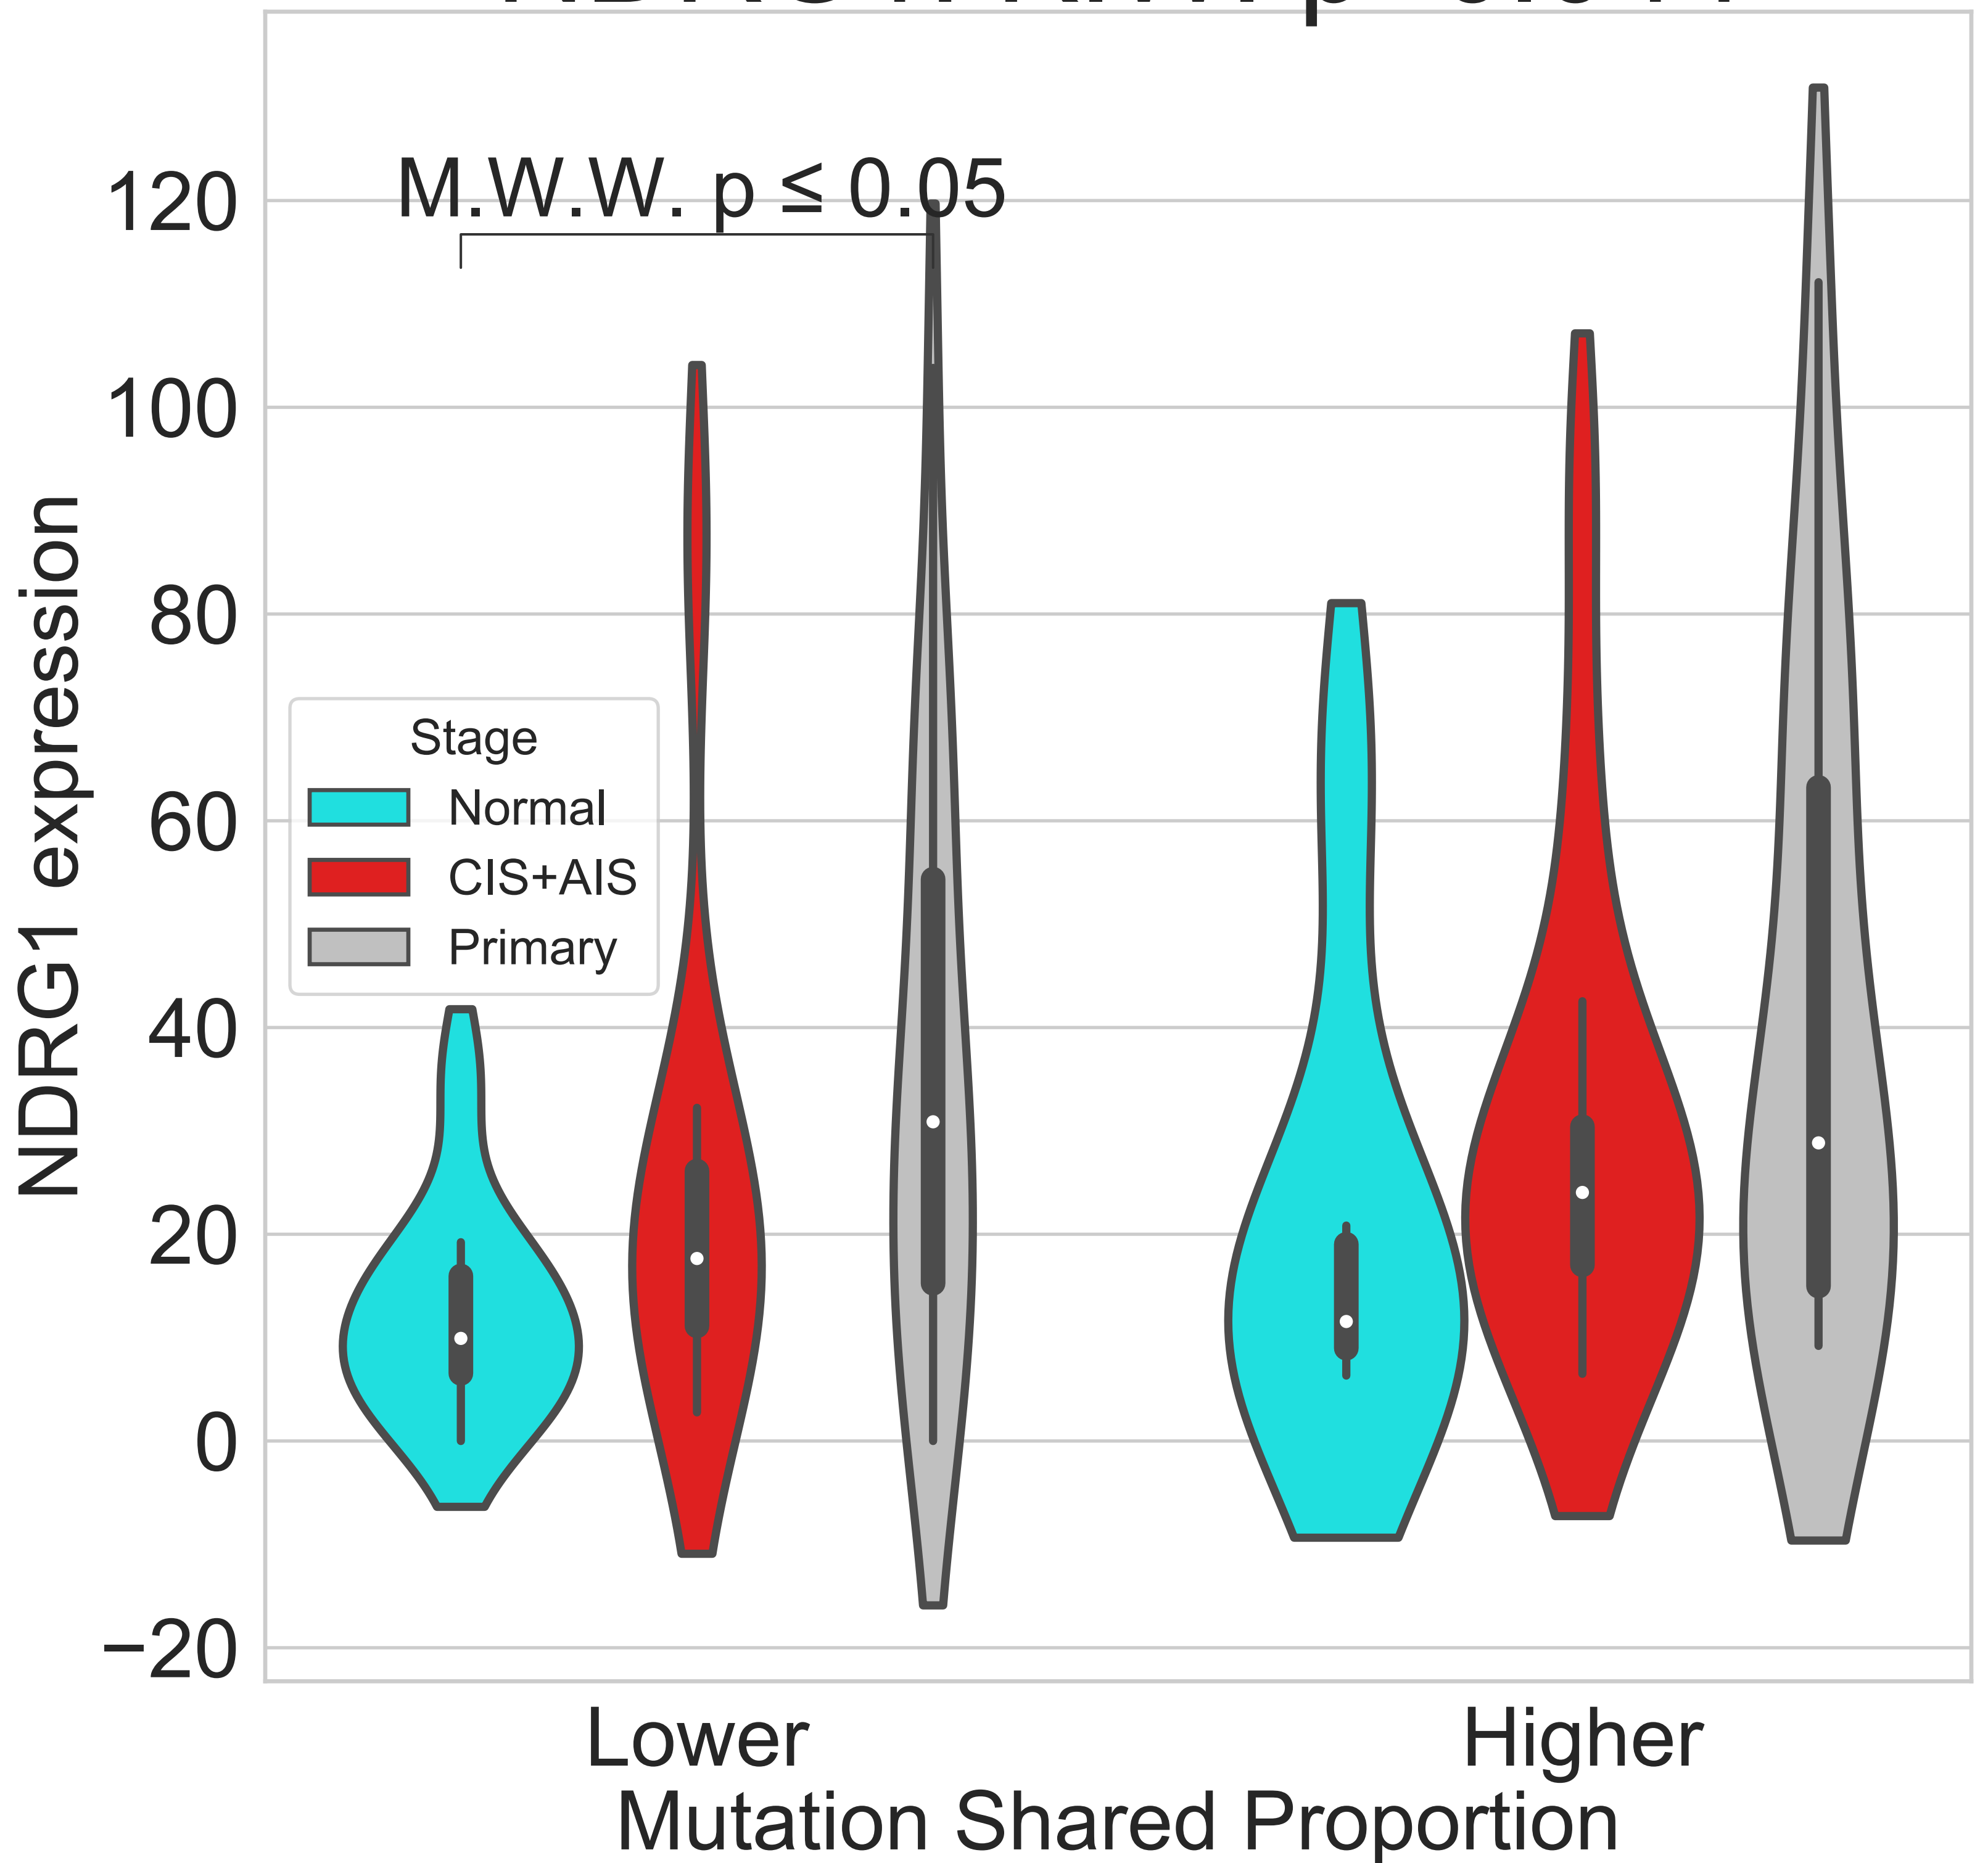 M.W.W. p ≤ 0.05
120
100
80
60
40
20
0
−20
NDRG1 expression
Stage
Normal
CIS+AIS
Primary
Lower
Higher
Mutation Shared Proportion